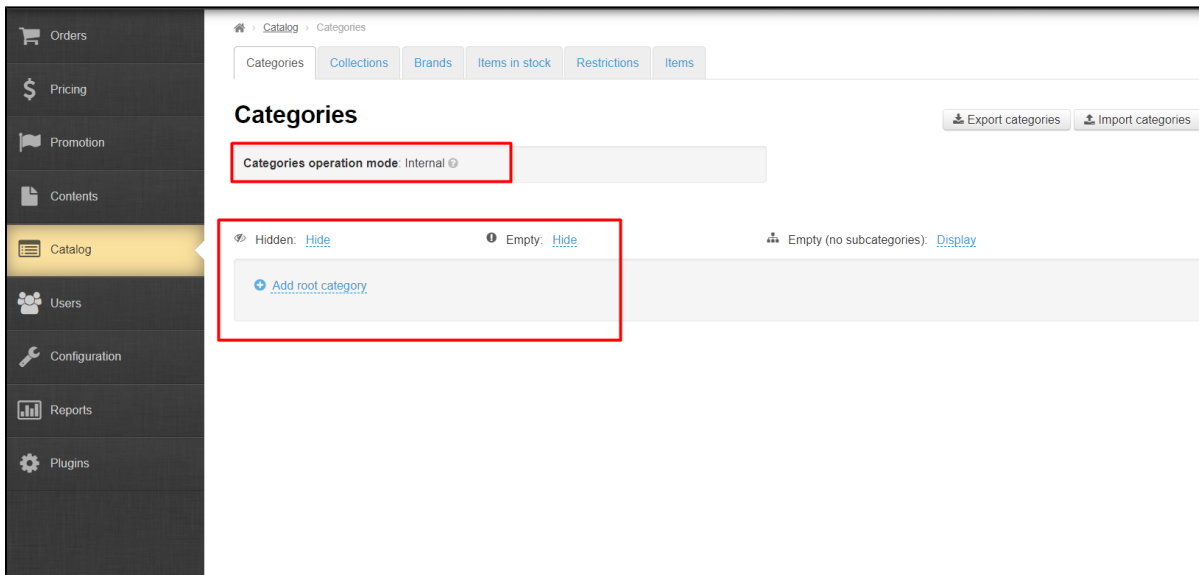 Orders
Pricing
Promotion
Contents
Catalog
Users
Configuration
Reports
Plugins
Catalog › Categories
Categories Collections Brands Items in stock Restrictions Items
Categories
Export categories Import categories
Categories operation mode: Internal
Hidden: Hide Empty: Hide Empty (no subcategories): Display
Add root category